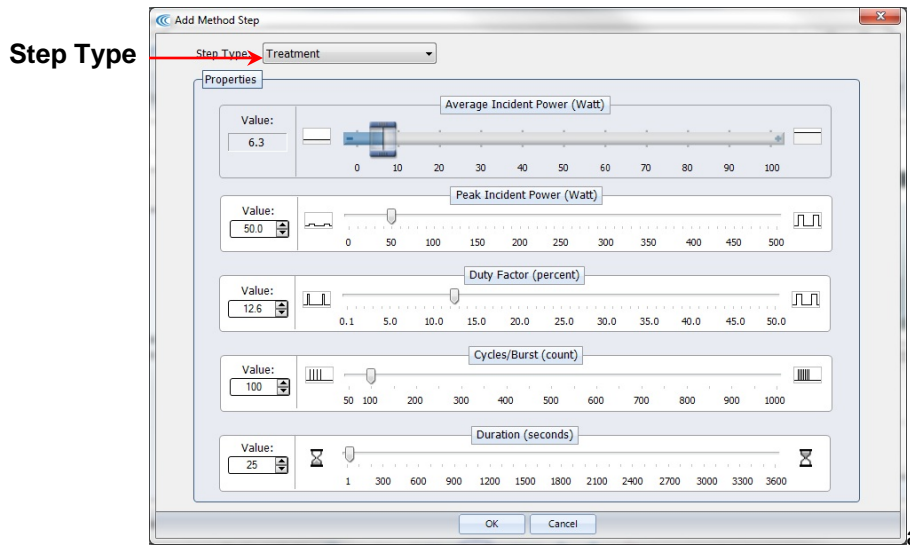 Add Method Step
x
Step Type
Step Type: Treatment
Properties
Average Incident Power (Watt)
Value:
6.3
0 10 20 30 40 50 60 70 80 90 100
Peak Incident Power (Watt)
Value:
50.0
0 50 100 150 200 250 300 350 400 450 500
Duty Factor (percent)
Value:
12.6
0.1 5.0 10.0 15.0 20.0 25.0 30.0 35.0 40.0 45.0 50.0
Cycles/Burst (count)
Value:
100
50 100 200 300 400 500 600 700 800 900 1000
Duration (seconds)
Value:
25
1 300 600 900 1200 1500 1800 2100 2400 2700 3000 3300 3600
OK Cancel